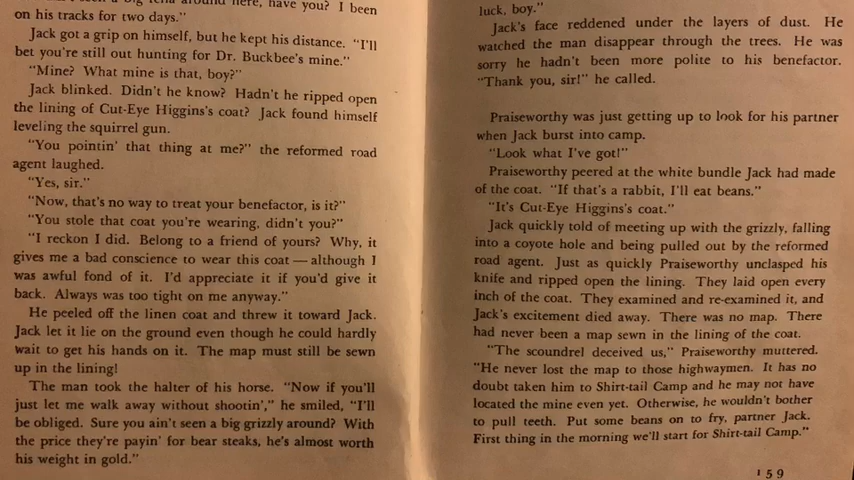 around here, have you? I been
on his tracks for two days."
Jack got a grip on himself, but he kept his distance. "I'll
bet you're still out hunting for Dr. Buckbee's mine."
"Mine? What mine is that, boy?"
Jack blinked. Didn't he know? Hadn't he ripped open
the lining of Cut-Eye Higgins's coat? Jack found himself
leveling the squirrel gun.
"You pointin' that thing at me?" the reformed road
agent laughed.
"Yes, sir."
"Now, that's no way to treat your benefactor, is it?"
"You stole that coat you're wearing, didn't you?"
"I reckon I did. Belong to a friend of yours? Why, it
gives me a bad conscience to wear this coat — although I
was awful fond of it. I'd appreciate it if you'd give it
back. Always was too tight on me anyway."
He peeled off the linen coat and threw it toward Jack.
Jack let it lie on the ground even though he could hardly
wait to get his hands on it. The map must still be sewn
up in the lining!
The man took the halter of his horse. "Now if you'll
just let me walk away without shootin'," he smiled, "I'll
be obliged. Sure you ain't seen a big grizzly around? With
the price they're payin' for bear steaks, he's almost worth
his weight in gold."
luck, boy."
Jack's face reddened under the layers of dust. He
watched the man disappear through the trees. He was
sorry he hadn't been more polite to his benefactor.
"Thank you, sir!" he called.
Praiseworthy was just getting up to look for his partner
when Jack burst into camp.
"Look what I've got!"
Praiseworthy peered at the white bundle Jack had made
of the coat. "If that's a rabbit, I'll eat beans."
"It's Cut-Eye Higgins's coat."
Jack quickly told of meeting up with the grizzly, falling
into a coyote hole and being pulled out by the reformed
road agent. Just as quickly Praiseworthy unclasped his
knife and ripped open the lining. They laid open every
inch of the coat. They examined and re-examined it, and
Jack's excitement died away. There was no map. There
had never been a map sewn in the lining of the coat.
"The scoundrel deceived us," Praiseworthy muttered.
"He never lost the map to those highwaymen. It has no
doubt taken him to Shirt-tail Camp and he may not have
located the mine even yet. Otherwise, he wouldn't bother
to pull teeth. Put some beans on to fry, partner Jack.
First thing in the morning we'll start for Shirt-tail Camp."
159